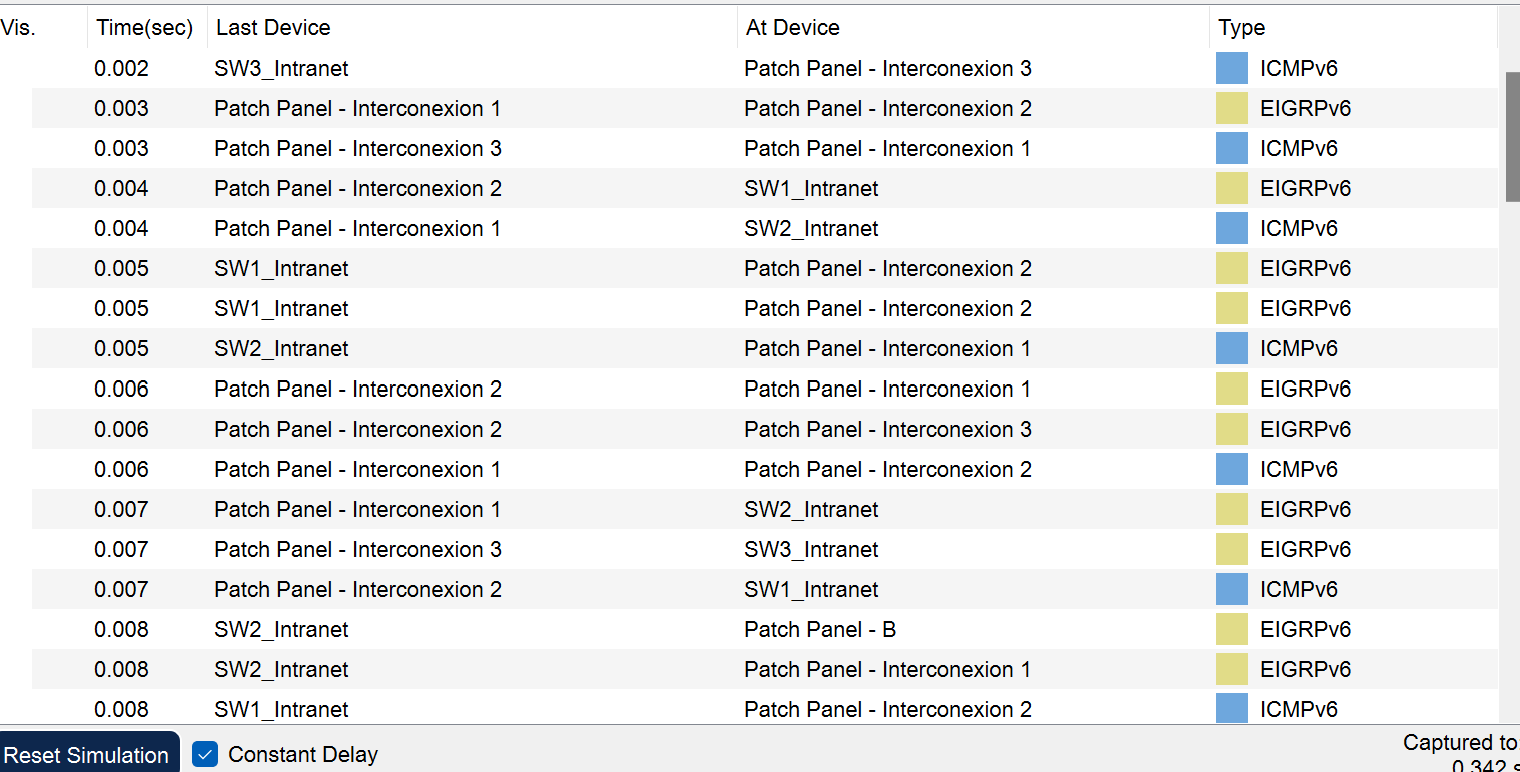 Vis. Time(sec) Last Device At Device Type
0.002 SW3_Intranet Patch Panel - Interconexion 3 ICMPv6
0.003 Patch Panel - Interconexion 1 Patch Panel - Interconexion 2 EIGRPv6
0.003 Patch Panel - Interconexion 3 Patch Panel - Interconexion 1 ICMPv6
0.004 Patch Panel - Interconexion 2 SW1_Intranet EIGRPv6
0.004 Patch Panel - Interconexion 1 SW2_Intranet ICMPv6
0.005 SW1_Intranet Patch Panel - Interconexion 2 EIGRPv6
0.005 SW1_Intranet Patch Panel - Interconexion 2 EIGRPv6
0.005 SW2_Intranet Patch Panel - Interconexion 1 ICMPv6
0.006 Patch Panel - Interconexion 2 Patch Panel - Interconexion 1 EIGRPv6
0.006 Patch Panel - Interconexion 2 Patch Panel - Interconexion 3 EIGRPv6
0.006 Patch Panel - Interconexion 1 Patch Panel - Interconexion 2 ICMPv6
0.007 Patch Panel - Interconexion 1 SW2_Intranet EIGRPv6
0.007 Patch Panel - Interconexion 3 SW3_Intranet EIGRPv6
0.007 Patch Panel - Interconexion 2 SW1_Intranet ICMPv6
0.008 SW2_Intranet Patch Panel - B EIGRPv6
0.008 SW2_Intranet Patch Panel - Interconexion 1 EIGRPv6
0.008 SW1_Intranet Patch Panel - Interconexion 2 ICMPv6
Reset Simulation Constant Delay Captured to
0.342 s